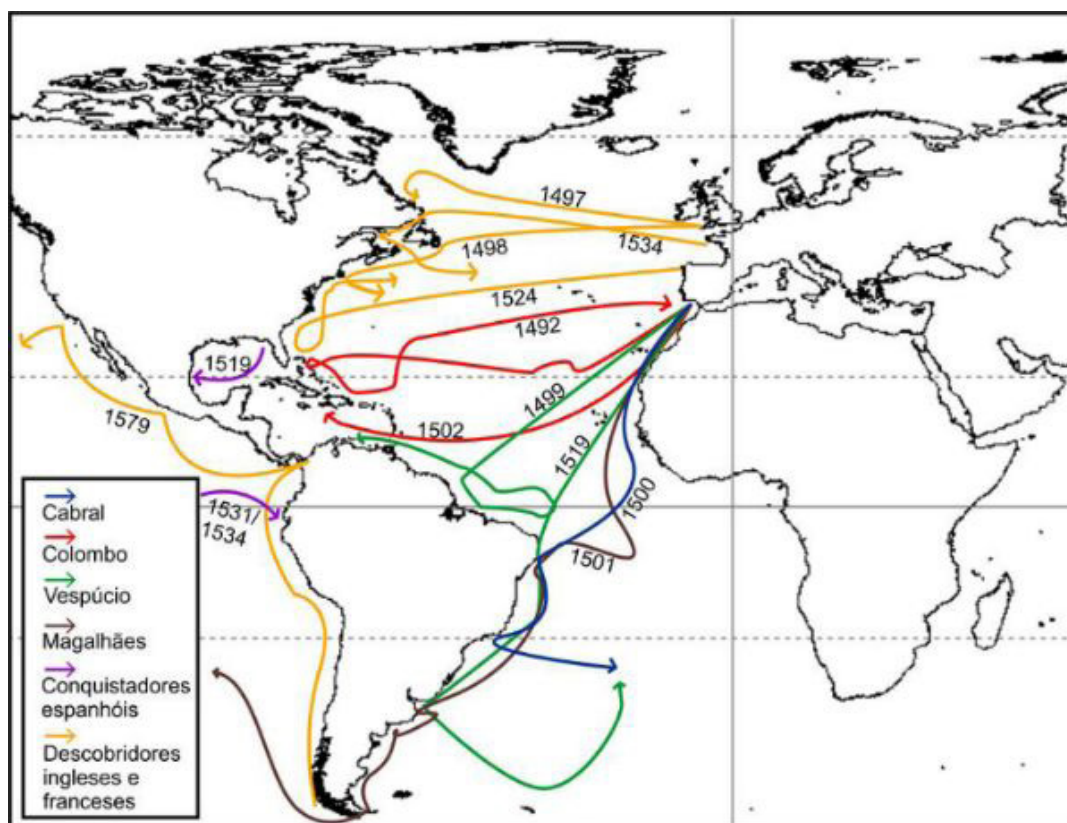 1497
1498
1534
1524
1492
1519
1499
1502
1519
1579
1500
1501
1531/
1534
Cabral
Colombo
Vespúcio
Magalhães
Conquistadores
espanhóis
Descobridores
ingleses e
franceses